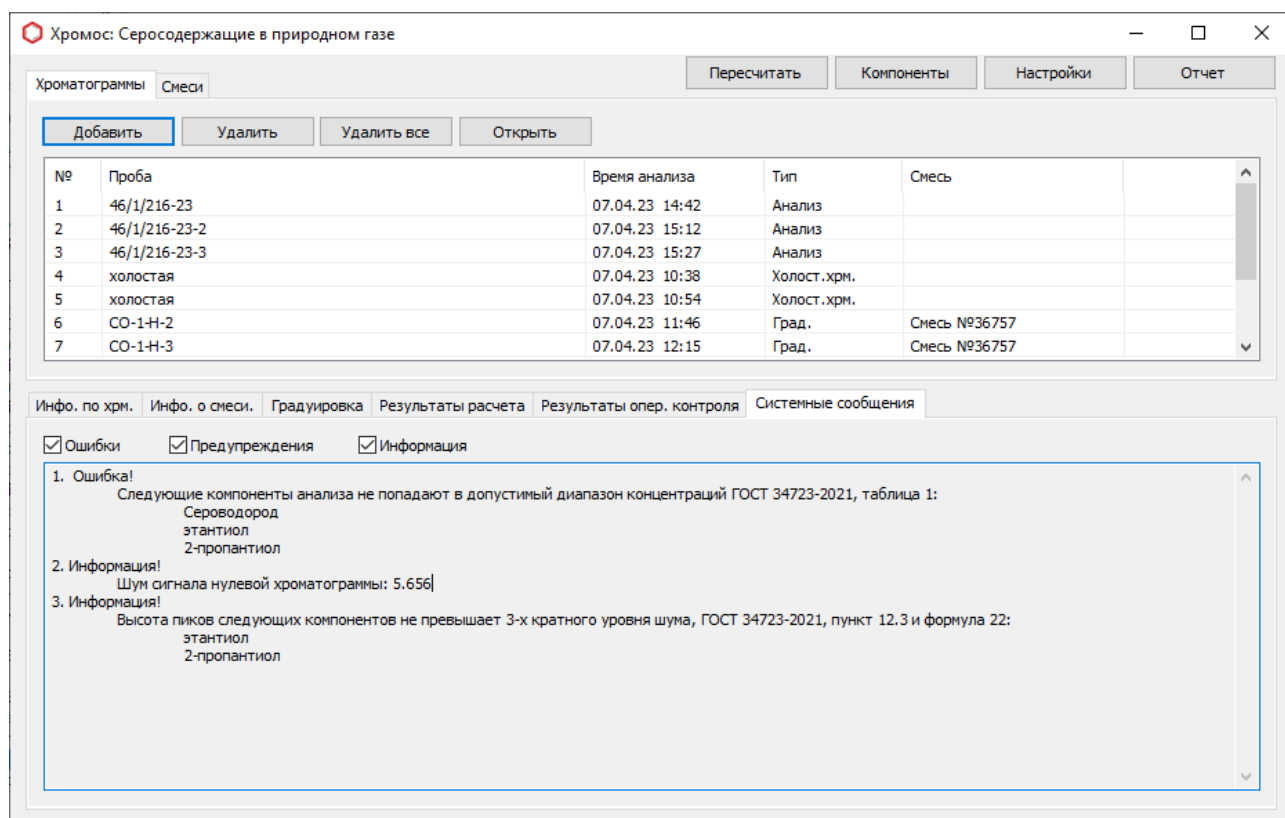 Хромос: Серосодержащие в природном газе
Хроматограммы Смеси Пересчитать Компоненты Настройки Отчет
Добавить Удалить Удалить все Открыть
№ Проба Время анализа Тип Смесь
1 46/1/216-23 07.04.23 14:42 Анализ
2 46/1/216-23-2 07.04.23 15:12 Анализ
3 46/1/216-23-3 07.04.23 15:27 Анализ
4 холостая 07.04.23 10:38 Холост.хрм.
5 холостая 07.04.23 10:54 Холост.хрм.
6 СО-1-Н-2 07.04.23 11:46 Град. Смесь №36757
7 СО-1-Н-3 07.04.23 12:15 Град. Смесь №36757
Инфо. по хрм. Инфо. о смеси. Градуировка Результаты расчета Результаты опер. контроля Системные сообщения
Ошибки Предупреждения Информация
1. Ошибка!
Следующие компоненты анализа не попадают в допустимый диапазон концентраций ГОСТ 34723-2021, таблица 1:
Сероводород
этантиол
2-пропантиол
2. Информация!
Шум сигнала нулевой хроматограммы: 5.656
3. Информация!
Высота пиков следующих компонентов не превышает 3-х кратного уровня шума, ГОСТ 34723-2021, пункт 12.3 и формула 22:
этантиол
2-пропантиол